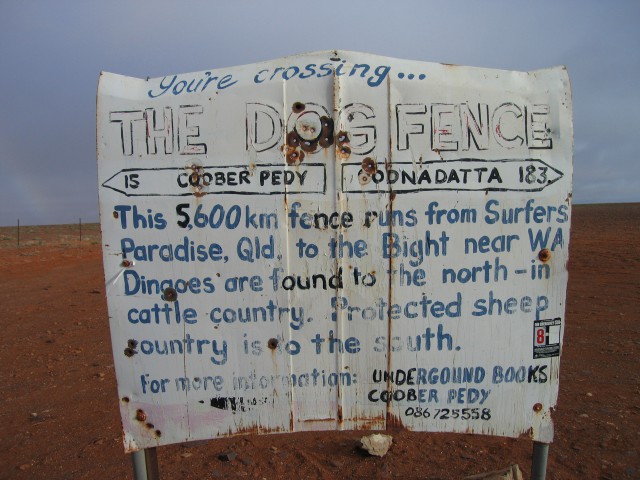 You're crossing...
THE DOG FENCE
15 COOBER PEDY OODNADATTA 183
This 5,600km fence runs from Surfers
Paradise, Qld, to the Bight near WA
Dingoes are found to the north - in
cattle country. Protected sheep
country is to the south.
For more information: UNDERGOUND BOOKS
COOBER PEDY
086725558
8